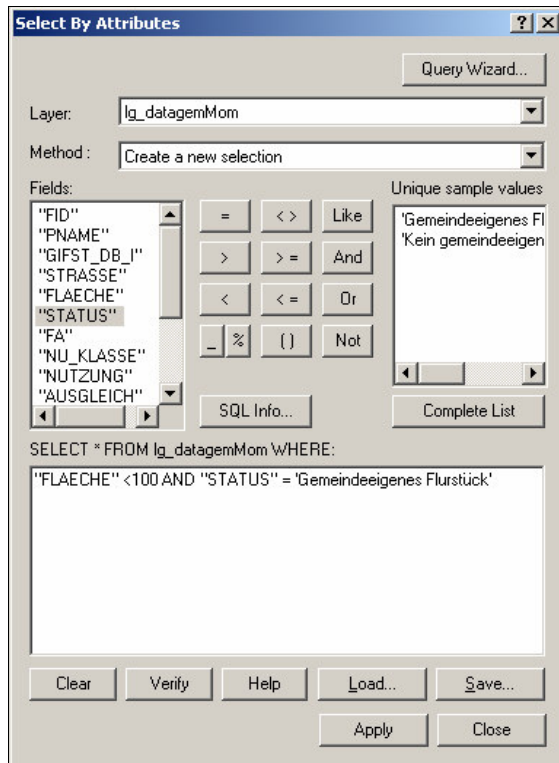 Select By Attributes
Query Wizard...
Layer: lg_datagemMom
Method : Create a new selection
Fields:
Unique sample values
"FID"
"PNAME"
"GIFST_DB_I"
"STRASSE"
"FLAECHE"
"STATUS"
"FA"
"NU_KLASSE"
"NUTZUNG"
"AUSGLEICH"
= < > Like
> > = And
< < = Or
_ % ( ) Not
'Gemeindeeigenes Fl
'Kein gemeindeeigen
SQL Info...
Complete List
SELECT * FROM lg_datagemMom WHERE:
"FLAECHE" <100 AND "STATUS" = 'Gemeindeeigenes Flurstück'
Clear Verify Help Load... Save...
Apply Close